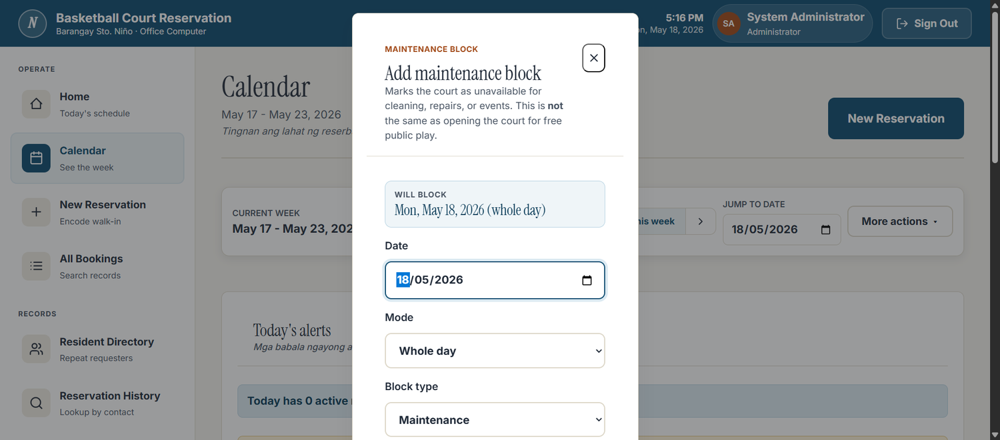 N
Basketball Court Reservation
Barangay Sto. Niño · Office Computer
5:16 PM
n, May 18, 2026
SA
System Administrator
Administrator
Sign Out
OPERATE
Home
Today's schedule
Calendar
See the week
New Reservation
Encode walk-in
All Bookings
Search records
RECORDS
Resident Directory
Repeat requesters
Reservation History
Lookup by contact
Calendar
May 17 - May 23, 2026
Tingnan ang lahat ng reserb
New Reservation
CURRENT WEEK
May 17 - May 23, 202
his week
JUMP TO DATE
18/05/2026
More actions
Today's alerts
Mga babala ngayong a
Today has 0 active
MAINTENANCE BLOCK
Add maintenance block
Marks the court as unavailable for
cleaning, repairs, or events. This is not
the same as opening the court for free
public play.
WILL BLOCK
Mon, May 18, 2026 (whole day)
Date
18/05/2026
Mode
Whole day
Block type
Maintenance